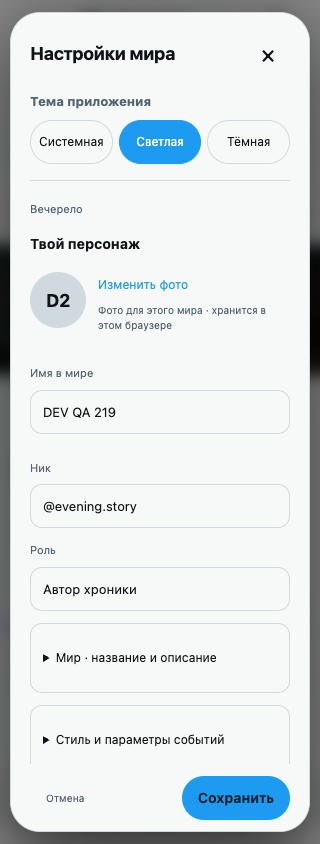 Настройки мира
Тема приложения
Системная
Светлая
Тёмная
Вечерело
Твой персонаж
D2
Изменить фото
Фото для этого мира · хранится в
этом браузере
Имя в мире
DEV QA 219
Ник
@evening.story
Роль
Автор хроники
Мир · название и описание
Стиль и параметры событий
Отмена
Сохранить